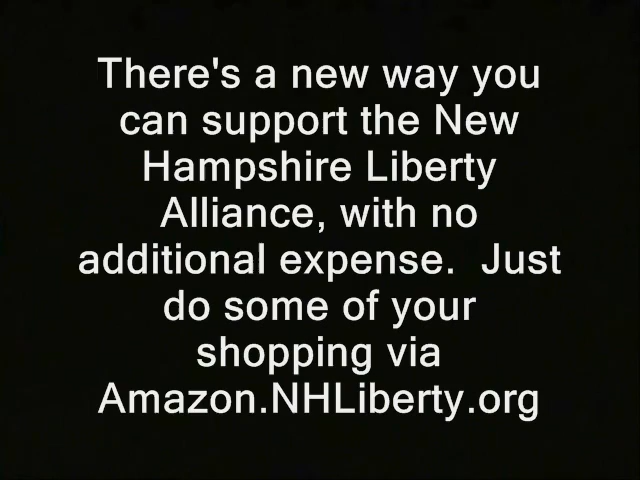 There's a new way you
can support the New
Hampshire Liberty
Alliance, with no
additional expense.  Just
do some of your
shopping via
Amazon.NHLiberty.org